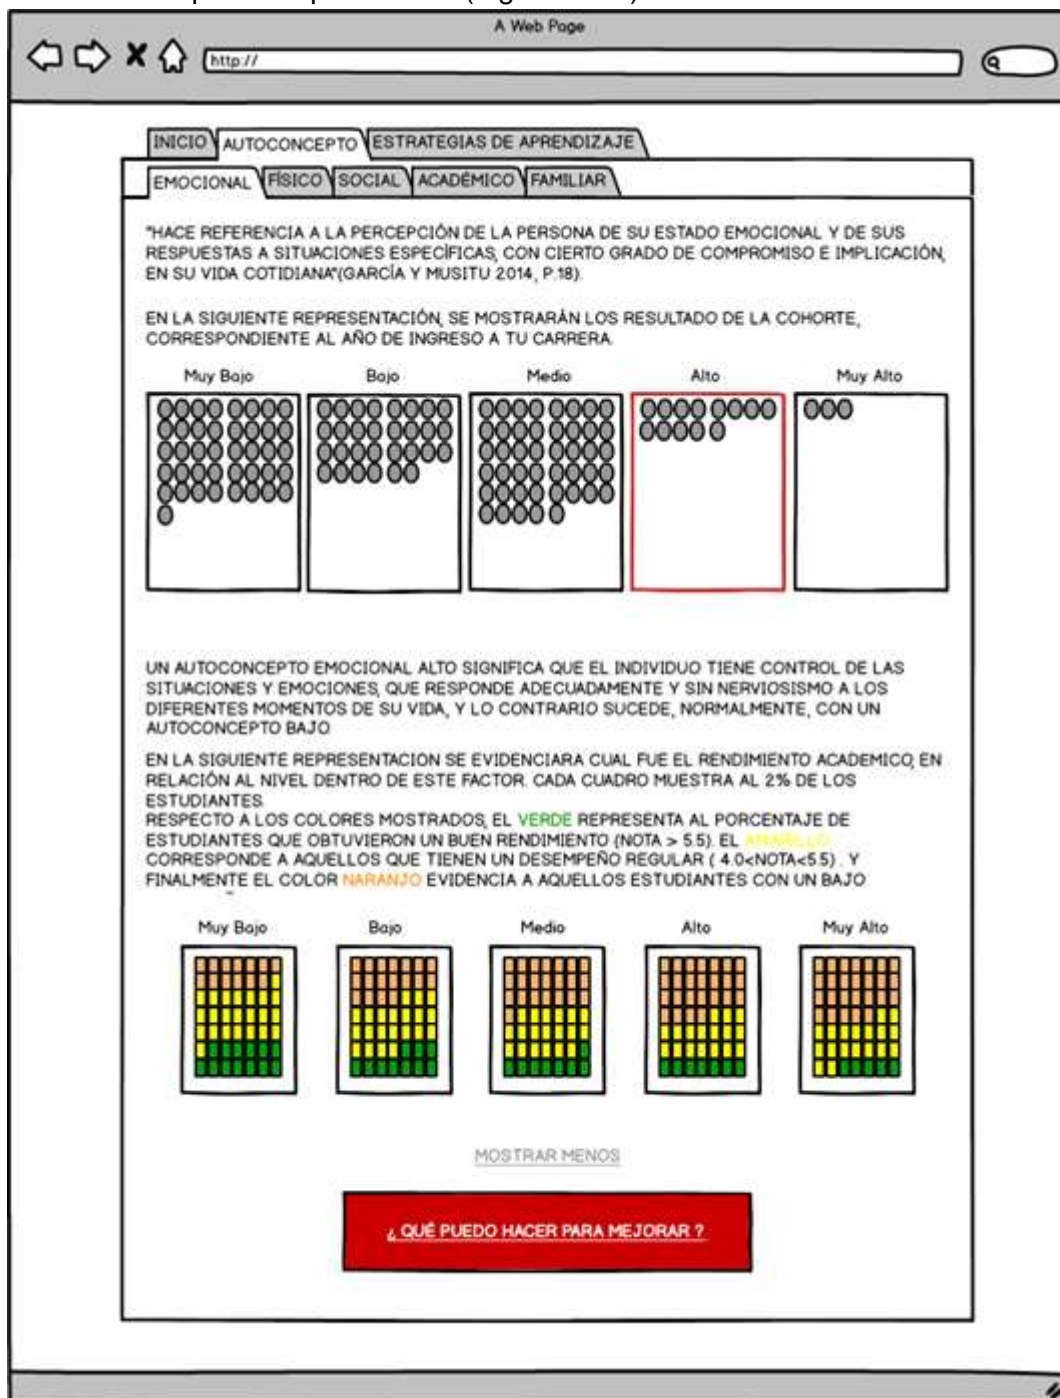 A Web Page
http://
INICIO AUTOCONCEPTO ESTRATEGIAS DE APRENDIZAJE
EMOCIONAL FÍSICO SOCIAL ACADÉMICO FAMILIAR
"HACE REFERENCIA A LA PERCEPCIÓN DE LA PERSONA DE SU ESTADO EMOCIONAL Y DE SUS
RESPUESTAS A SITUACIONES ESPECÍFICAS, CON CIERTO GRADO DE COMPROMISO E IMPLICACIÓN,
EN SU VIDA COTIDIANA"(GARCÍA Y MUSITU 2014, P.18).
EN LA SIGUIENTE REPRESENTACIÓN, SE MOSTRARÁN LOS RESULTADO DE LA COHORTE,
CORRESPONDIENTE AL AÑO DE INGRESO A TU CARRERA.
Muy Bajo Bajo Medio Alto Muy Alto
UN AUTOCONCEPTO EMOCIONAL ALTO SIGNIFICA QUE EL INDIVIDUO TIENE CONTROL DE LAS
SITUACIONES Y EMOCIONES, QUE RESPONDE ADECUADAMENTE Y SIN NERVIOSISMO A LOS
DIFERENTES MOMENTOS DE SU VIDA, Y LO CONTRARIO SUCEDE, NORMALMENTE, CON UN
AUTOCONCEPTO BAJO
EN LA SIGUIENTE REPRESENTACION SE EVIDENCIARA CUAL FUE EL RENDIMIENTO ACADEMICO, EN
RELACIÓN AL NIVEL DENTRO DE ESTE FACTOR. CADA CUADRO MUESTRA AL 2% DE LOS
ESTUDIANTES.
RESPECTO A LOS COLORES MOSTRADOS, EL VERDE REPRESENTA AL PORCENTAJE DE
ESTUDIANTES QUE OBTUVIERON UN BUEN RENDIMIENTO (NOTA > 5.5). EL AMARILLO
CORRESPONDE A AQUELLOS QUE TIENEN UN DESEMPEÑO REGULAR ( 4.0<NOTA<5.5) . Y
FINALMENTE EL COLOR NARANJO EVIDENCIA A AQUELLOS ESTUDIANTES CON UN BAJO
Muy Bajo Bajo Medio Alto Muy Alto
MOSTRAR MENOS
¿ QUÉ PUEDO HACER PARA MEJORAR ?